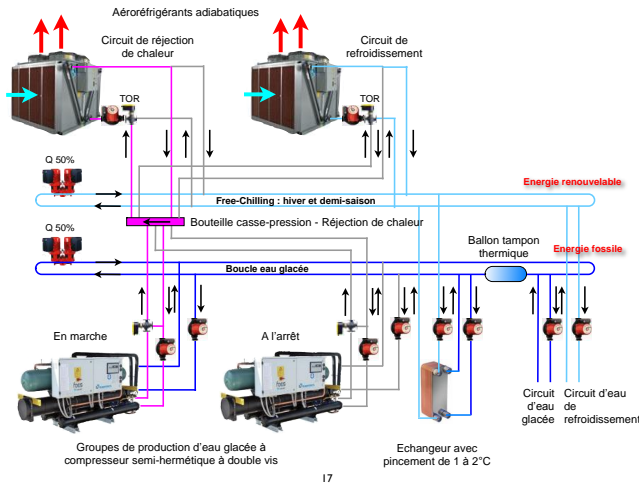 Aéroréfrigérants adiabatiques
Circuit de réjection
de chaleur
Circuit de
refroidissement
TOR
TOR
Q 50%
Energie renouvelable
Free-Chilling : hiver et demi-saison
Bouteille casse-pression - Réjection de chaleur
Q 50%
Ballon tampon
thermique
Energie fossile
Boucle eau glacée
En marche
A l'arrêt
Circuit
d'eau
glacée
Circuit d'eau
de
refroidissement
Groupes de production d'eau glacée à
compresseur semi-hermétique à double vis
Echangeur avec
pincement de 1 à 2°C
17